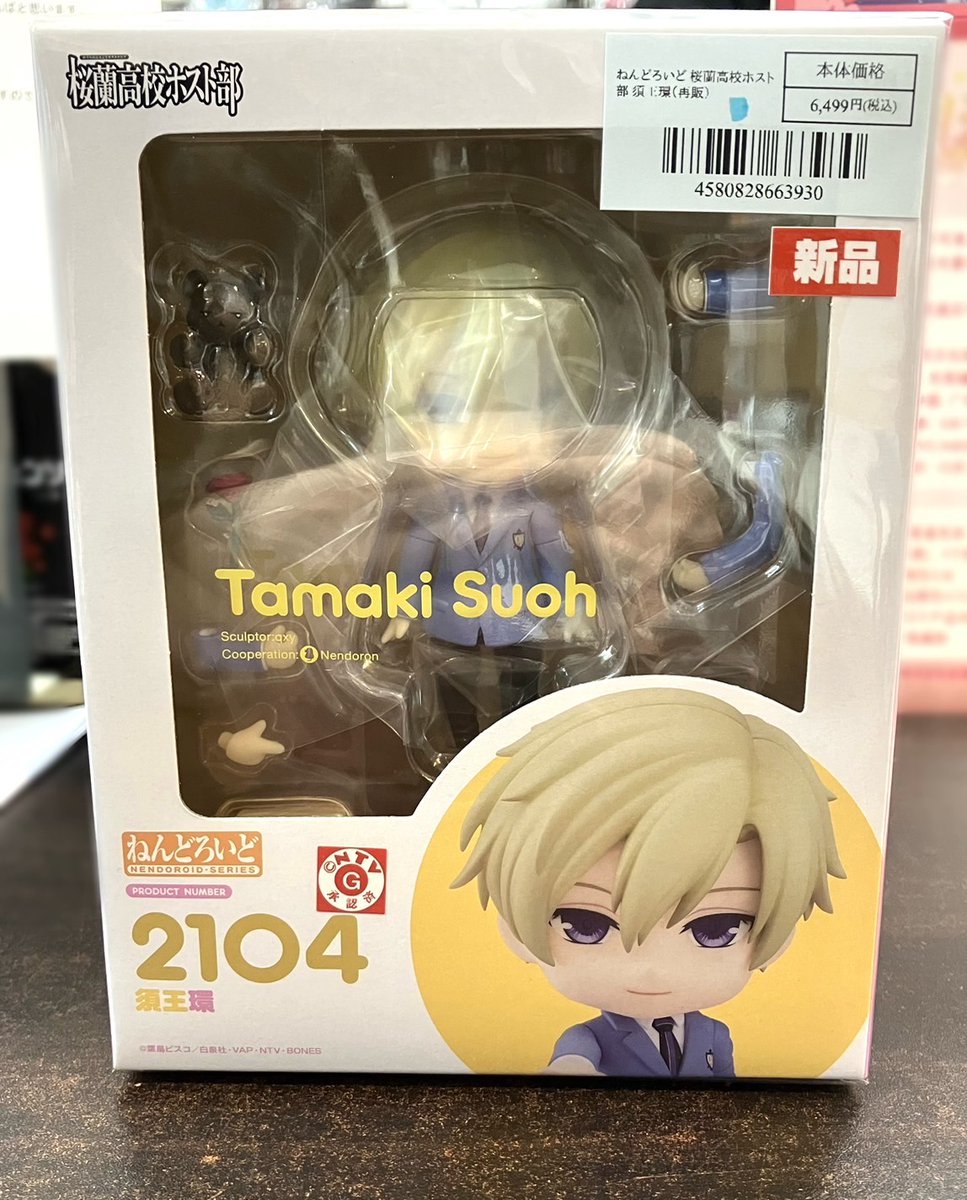 桜蘭高校ホスト部
ねんどろいど 桜蘭高校ホスト
部 須王環(再販)
本体価格
6,499円(税込)
4580828663930
新品
Tamaki Suoh
Sculptor:qxy
Cooperation: Nendoron
ねんどろいど
NENDOROID·SERIES
PRODUCT NUMBER
©NTV
G
承認済
2104
須王環
©葉鳥ビスコ/白泉社・VAP・NTV・BONES